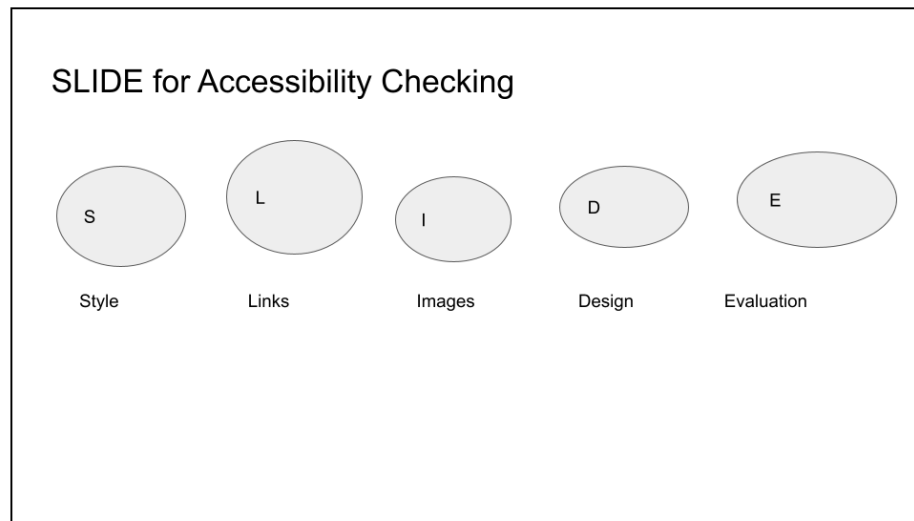 SLIDE for Accessibility Checking
S
L
I
D
E
Style
Links
Images
Design
Evaluation